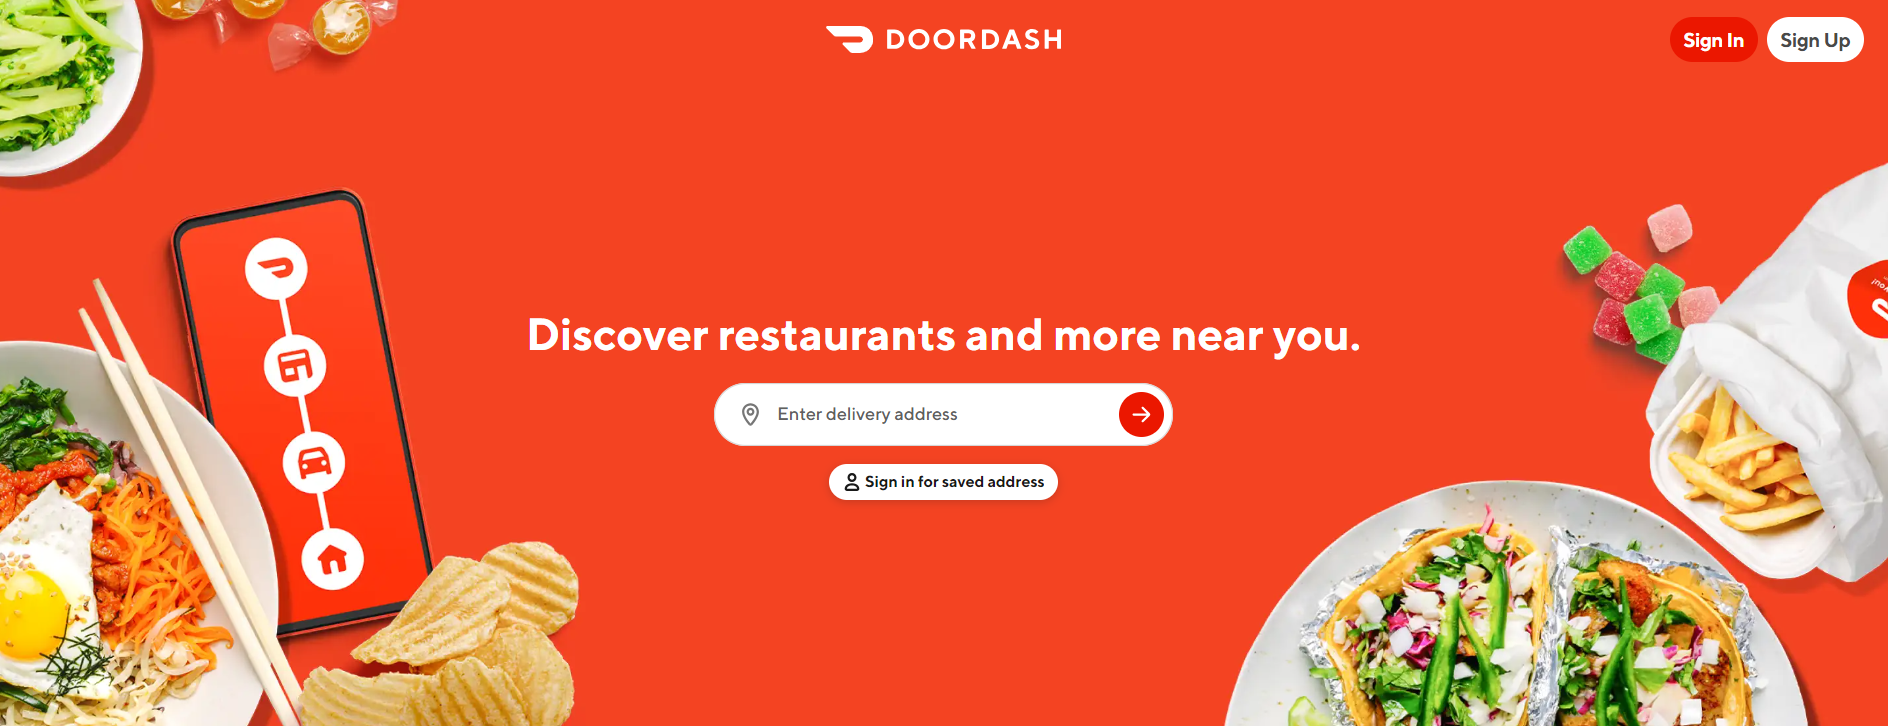 DOORDASH
Sign In
Sign Up
Discover restaurants and more near you.
Enter delivery address
Sign in for saved address